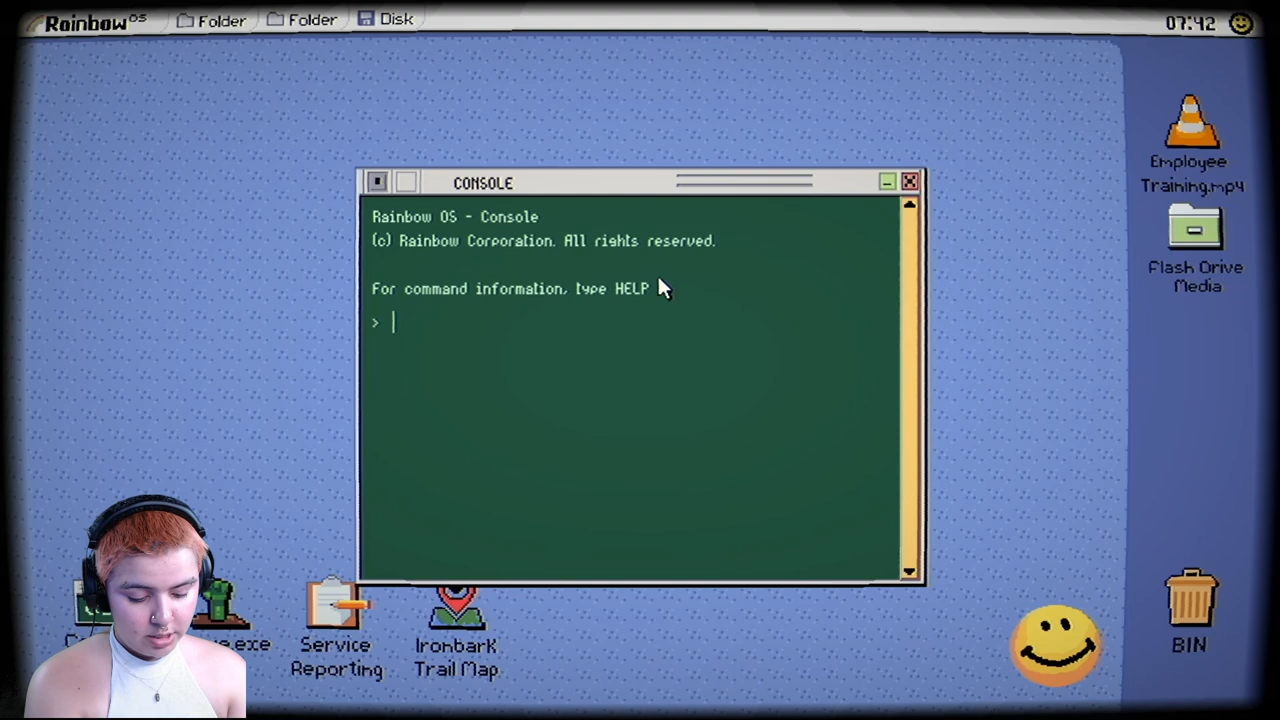 Rainbow OS
Folder
Folder
Disk
07:42
Employee
Training.mp4
Flash Drive
Media
CONSOLE
Rainbow OS - Console
(c) Rainbow Corporation. All rights reserved.
For command information, type HELP
>
Service
Reporting
Ironbark
Trail Map
BIN